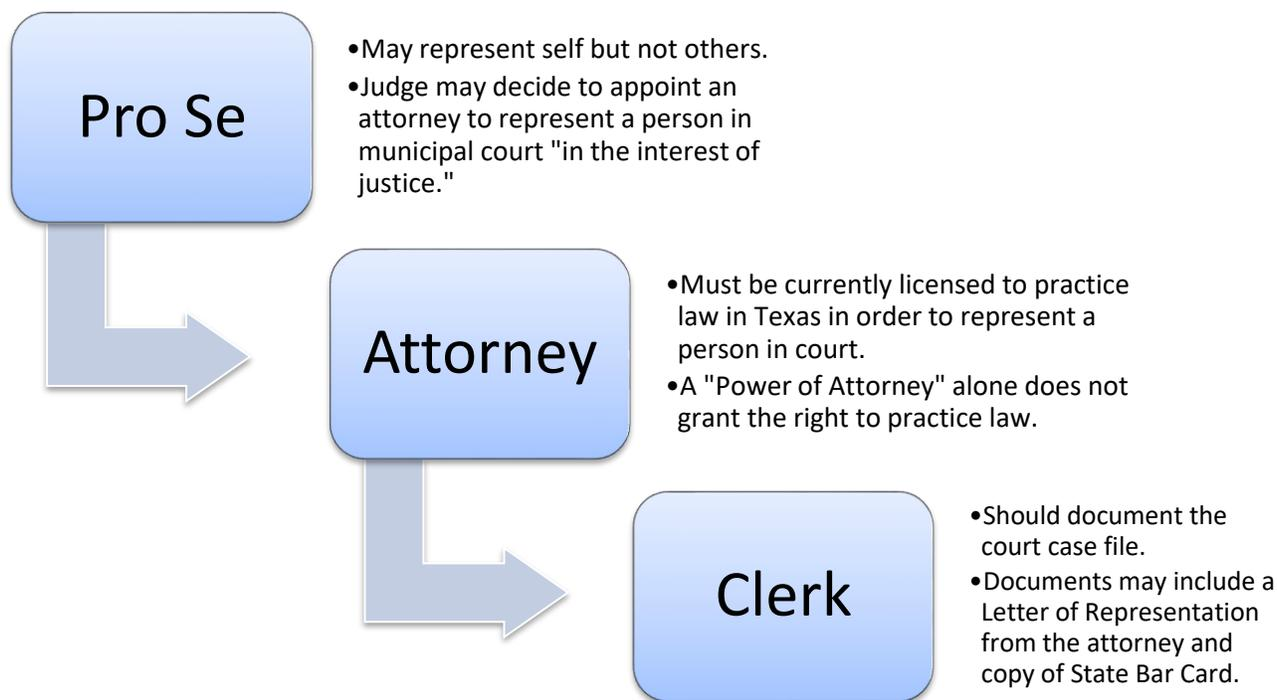 Pro Se
•May represent self but not others.
•Judge may decide to appoint an
attorney to represent a person in
municipal court "in the interest of
justice."
Attorney
•Must be currently licensed to practice
law in Texas in order to represent a
person in court.
•A "Power of Attorney" alone does not
grant the right to practice law.
Clerk
•Should document the
court case file.
•Documents may include a
Letter of Representation
from the attorney and
copy of State Bar Card.